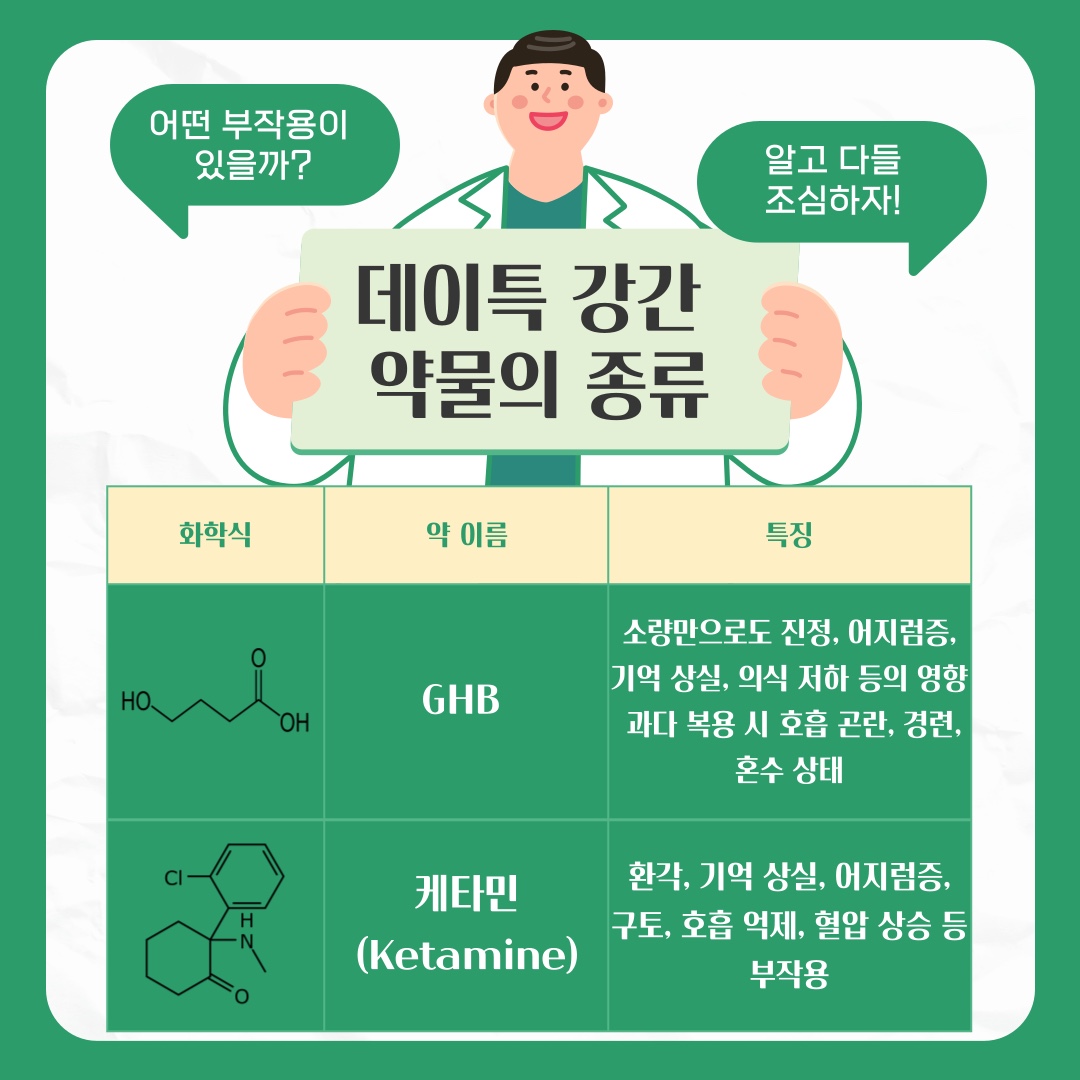 어떤 부작용이
있을까?
알고 다들
조심하자!
데이트 강간
약물의 종류
화학식
약 이름
특징
O
HO
OH
GHB
소량만으로도 진정, 어지럼증,
기억 상실, 의식 저하 등의 영향
과다 복용 시 호흡 곤란, 경련,
혼수 상태
Cl
H
N
O
케타민
(Ketamine)
환각, 기억 상실, 어지럼증,
구토, 호흡 억제, 혈압 상승 등
부작용